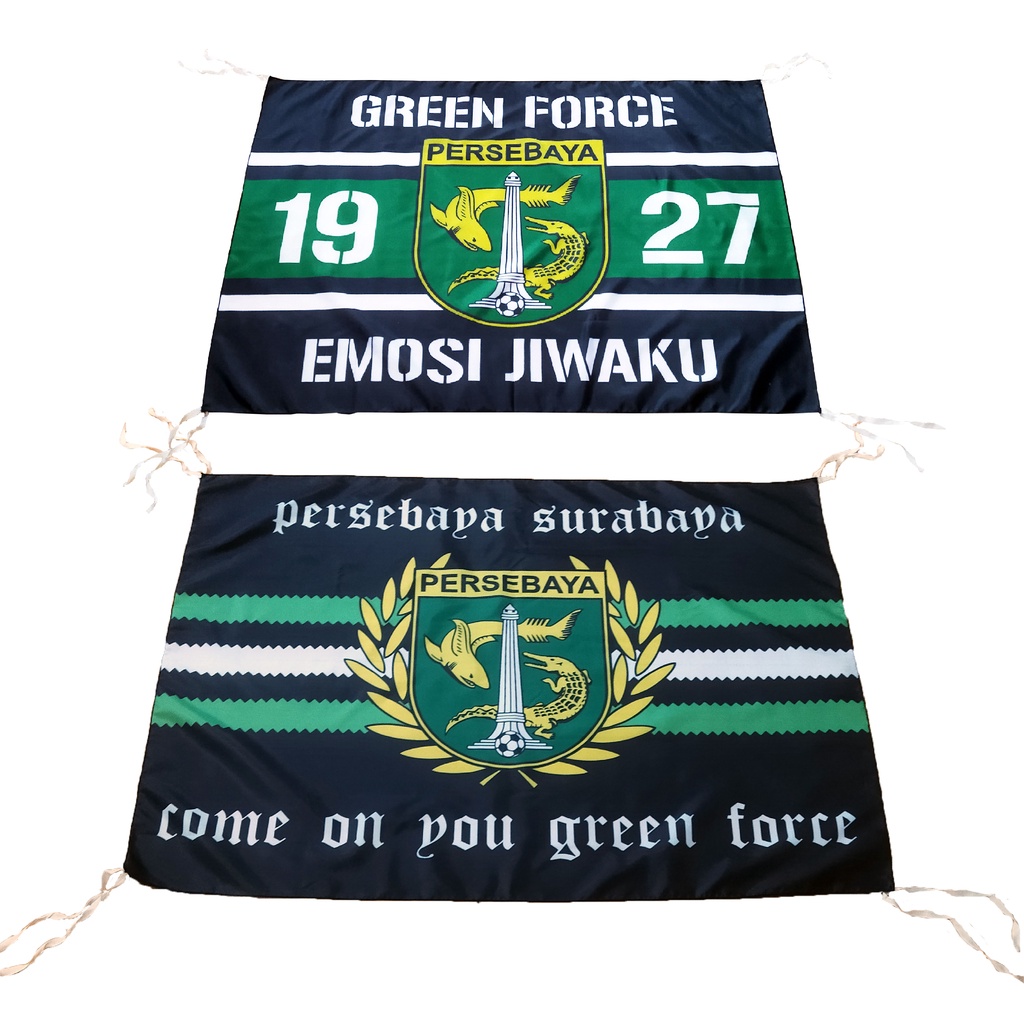 GREEN FORCE
PERSEBAYA
19 27
EMOSI JIWAKU
persebaya surabaya
PERSEBAYA
come on you green force